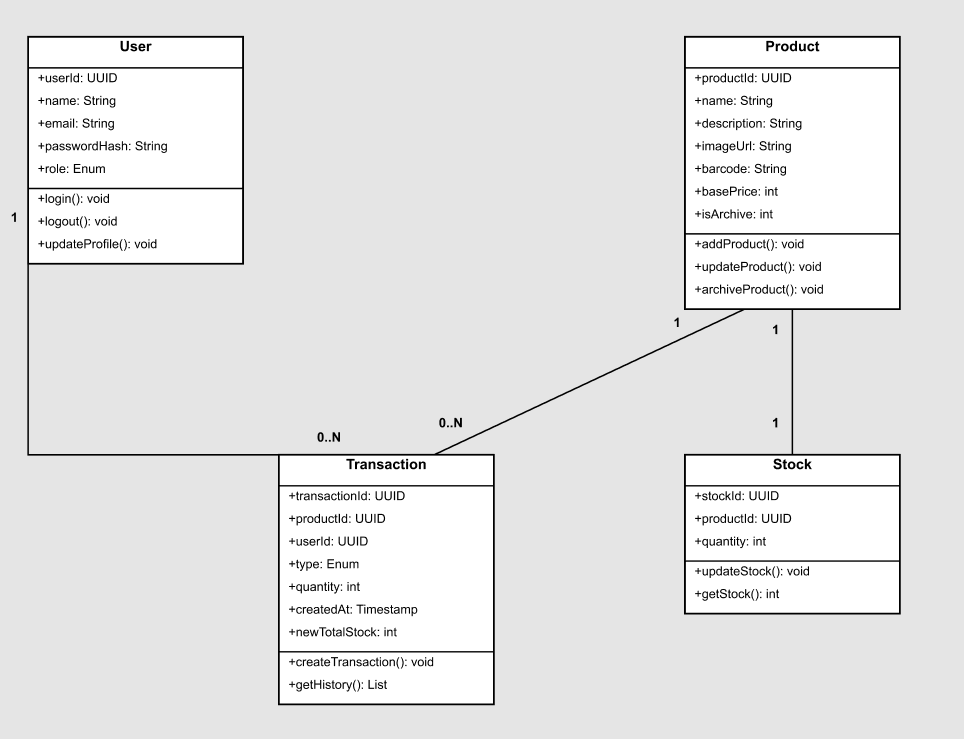 User
+userId: UUID
+name: String
+email: String
+passwordHash: String
+role: Enum
+login(): void
+logout(): void
+updateProfile(): void
1
Product
+productId: UUID
+name: String
+description: String
+imageUrl: String
+barcode: String
+basePrice: int
+isArchive: int
+addProduct(): void
+updateProduct(): void
+archiveProduct(): void
1
1
0..N
0..N
1
Transaction
+transactionId: UUID
+productId: UUID
+userId: UUID
+type: Enum
+quantity: int
+createdAt: Timestamp
+newTotalStock: int
+createTransaction(): void
+getHistory(): List
Stock
+stockId: UUID
+productId: UUID
+quantity: int
+updateStock(): void
+getStock(): int